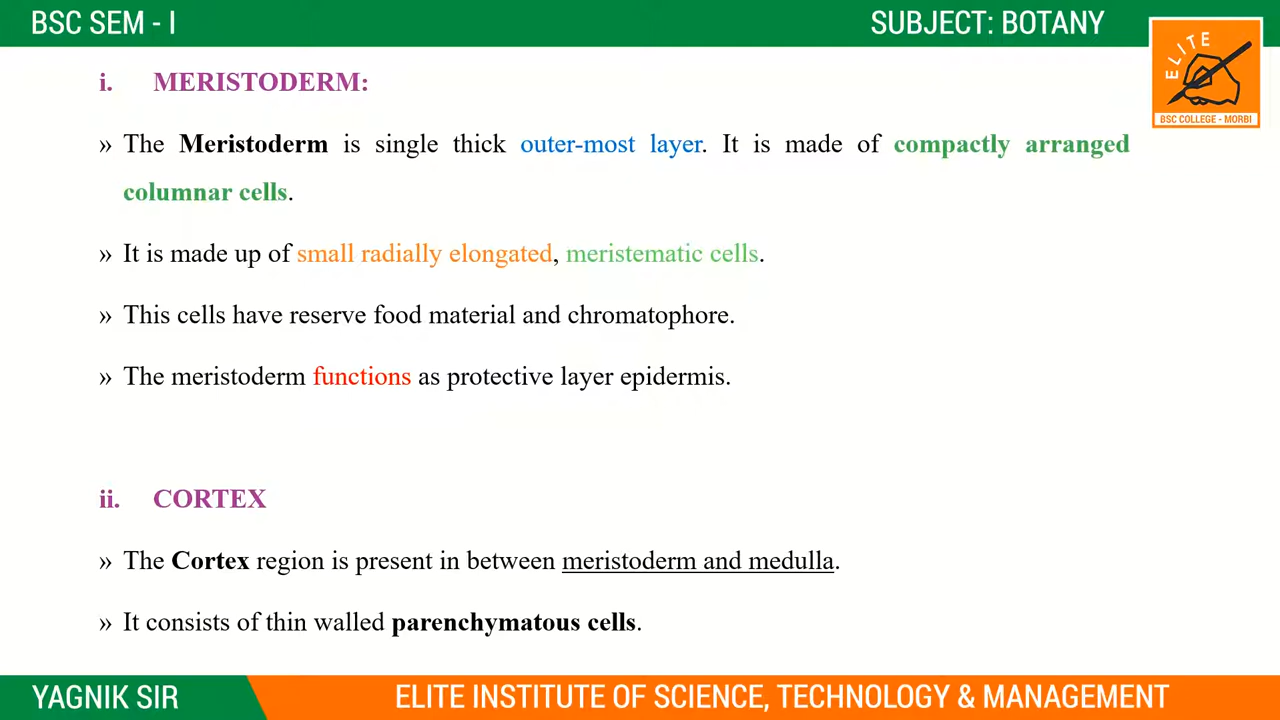 BSC SEM - I
SUBJECT: BOTANY
ELITE
BSC COLLEGE - MORBI
i. MERISTODERM:
» The Meristoderm is single thick outer-most layer. It is made of compactly arranged
columnar cells.
» It is made up of small radially elongated, meristematic cells.
» This cells have reserve food material and chromatophore.
» The meristoderm functions as protective layer epidermis.
ii. CORTEX
» The Cortex region is present in between meristoderm and medulla.
» It consists of thin walled parenchymatous cells.
YAGNIK SIR
ELITE INSTITUTE OF SCIENCE, TECHNOLOGY & MANAGEMENT